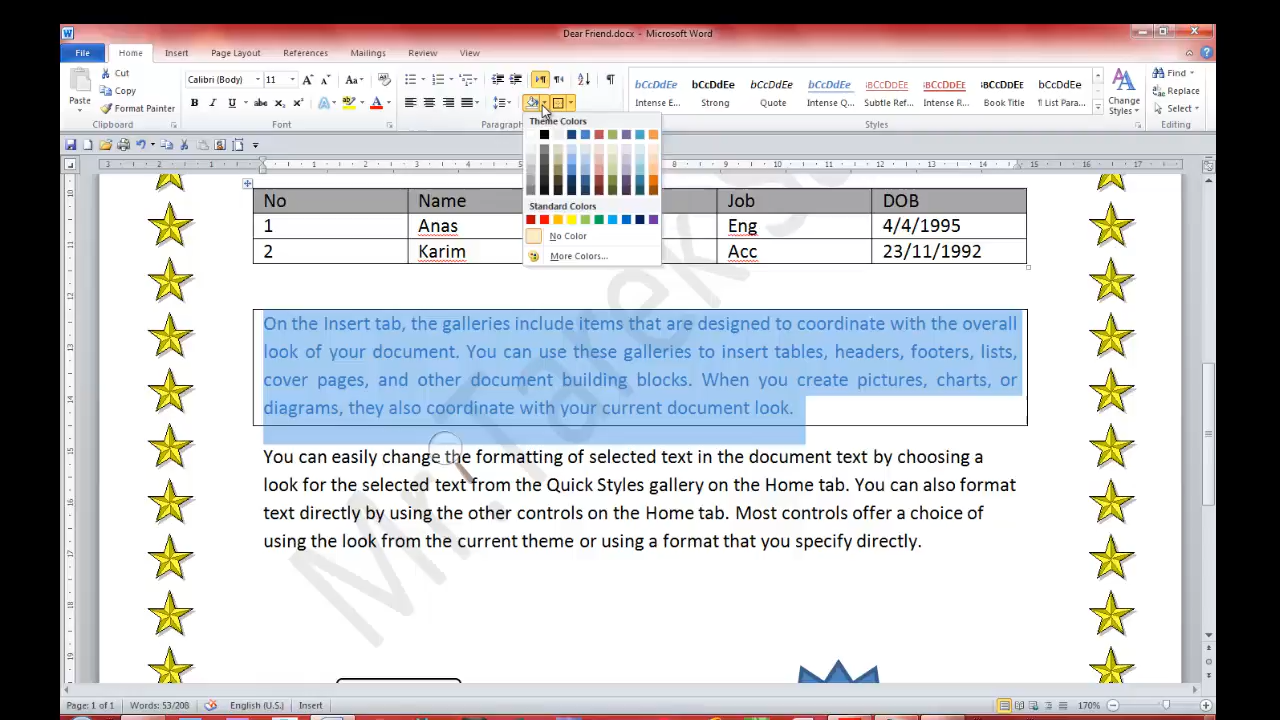 Dear Friend.docx - Microsoft Word
File Home Insert Page Layout References Mailings Review View
Paste Cut Copy Format Painter
Clipboard
Calibri (Body) 11
Font
Paragraph
AaBbCcDc AaBbCcDc AaBbCcDc AaBbCcDc AABBCCDC AABBCCDC AaBbCcDc AaBbCcDc
Intense E... Strong Quote Intense Q... Subtle Ref... Intense R... Book Title ¶ List Para...
Change Styles
Styles
Find Replace Select
Editing
Theme Colors
Standard Colors
No Color
More Colors...
No Name Job DOB
1 Anas Eng 4/4/1995
2 Karim Acc 23/11/1992
On the Insert tab, the galleries include items that are designed to coordinate with the overall
look of your document. You can use these galleries to insert tables, headers, footers, lists,
cover pages, and other document building blocks. When you create pictures, charts, or
diagrams, they also coordinate with your current document look.
You can easily change the formatting of selected text in the document text by choosing a
look for the selected text from the Quick Styles gallery on the Home tab. You can also format
text directly by using the other controls on the Home tab. Most controls offer a choice of
using the look from the current theme or using a format that you specify directly.
Page: 1 of 1 Words: 53/208 English (U.S.) Insert 170%